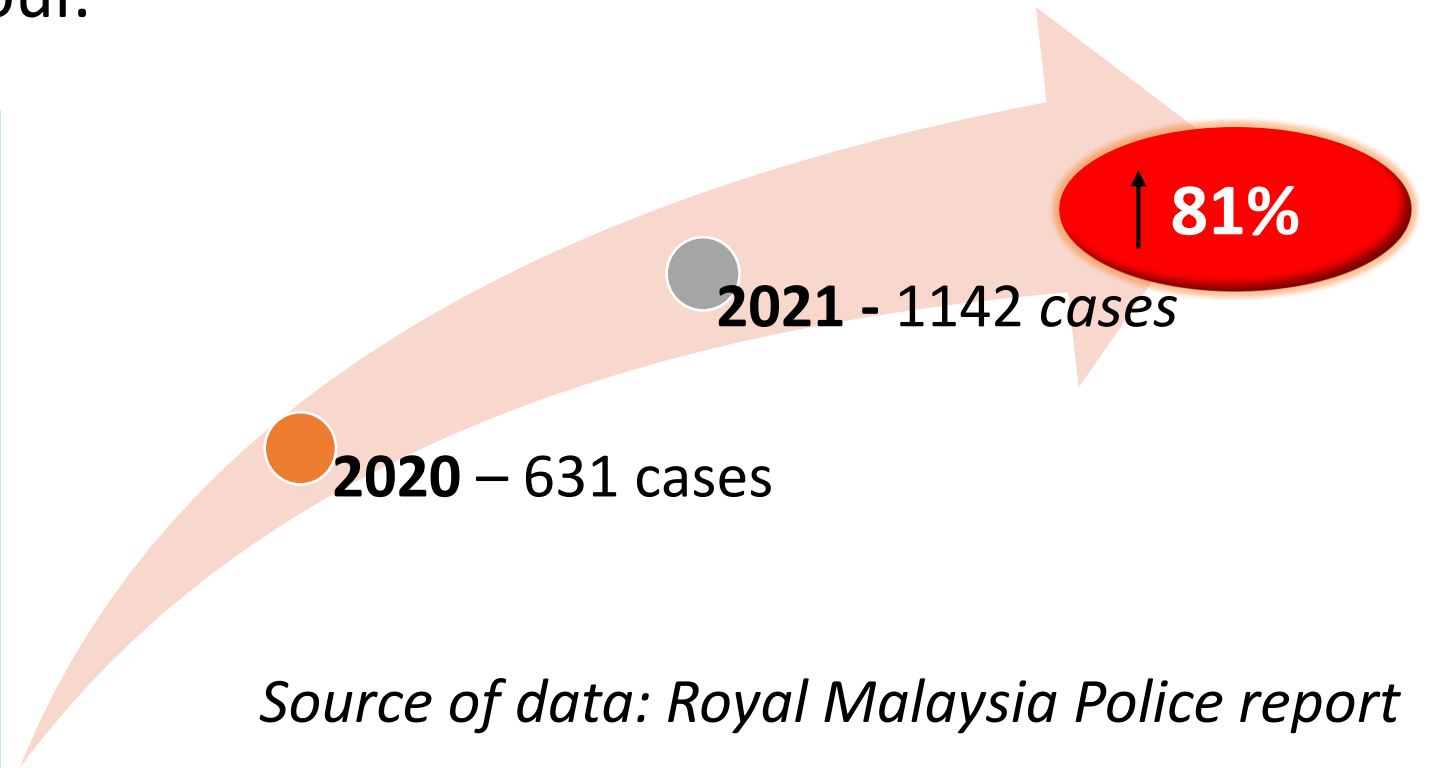 81%
2021 - 1142 cases
2020 – 631 cases
Source of data: Royal Malaysia Police report